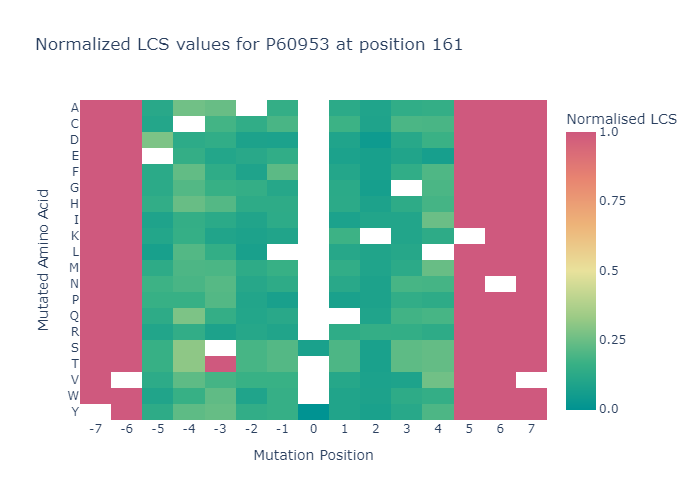 Normalized LCS values for P60953 at position 161
Normalised LCS
Mutated Amino Acid
A
C
D
E
F
G
H
I
K
L
M
N
P
Q
R
S
T
V
W
Y
-7 -6 -5 -4 -3 -2 -1 0 1 2 3 4 5 6 7
Mutation Position
1.0
0.75
0.5
0.25
0.0